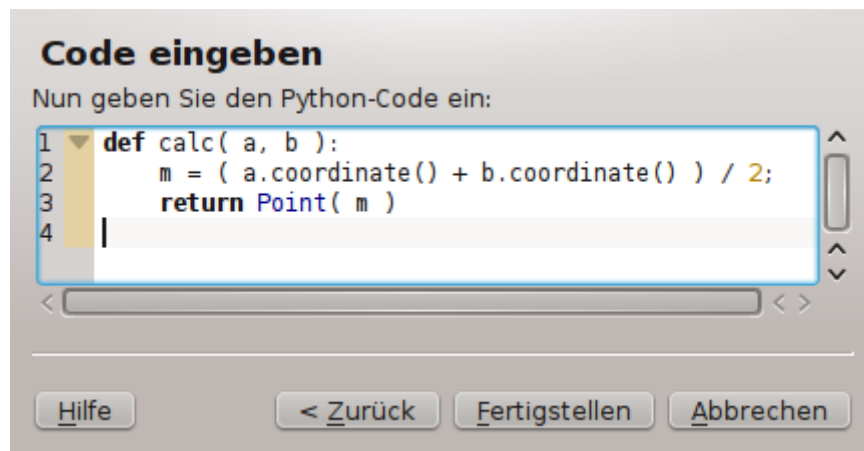 Code eingeben
Nun geben Sie den Python-Code ein:
1 def calc( a, b ):
2 m = ( a.coordinate() + b.coordinate() ) / 2;
3 return Point( m )
4
Hilfe < Zurück Fertigstellen Abbrechen